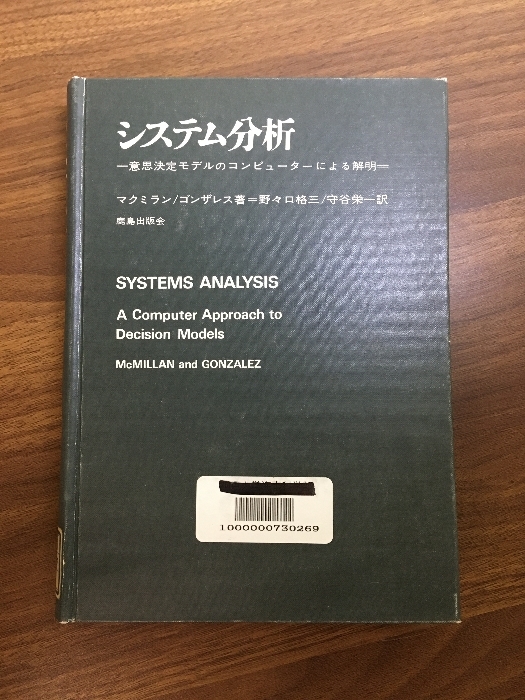 システム分析
—意思決定モデルのコンピューターによる解明—
マクミラン/ゴンザレス著=野々口格三/守谷栄一訳
鹿島出版会
SYSTEMS ANALYSIS
A Computer Approach to
Decision Models
McMILLAN and GONZALEZ
1000000730269